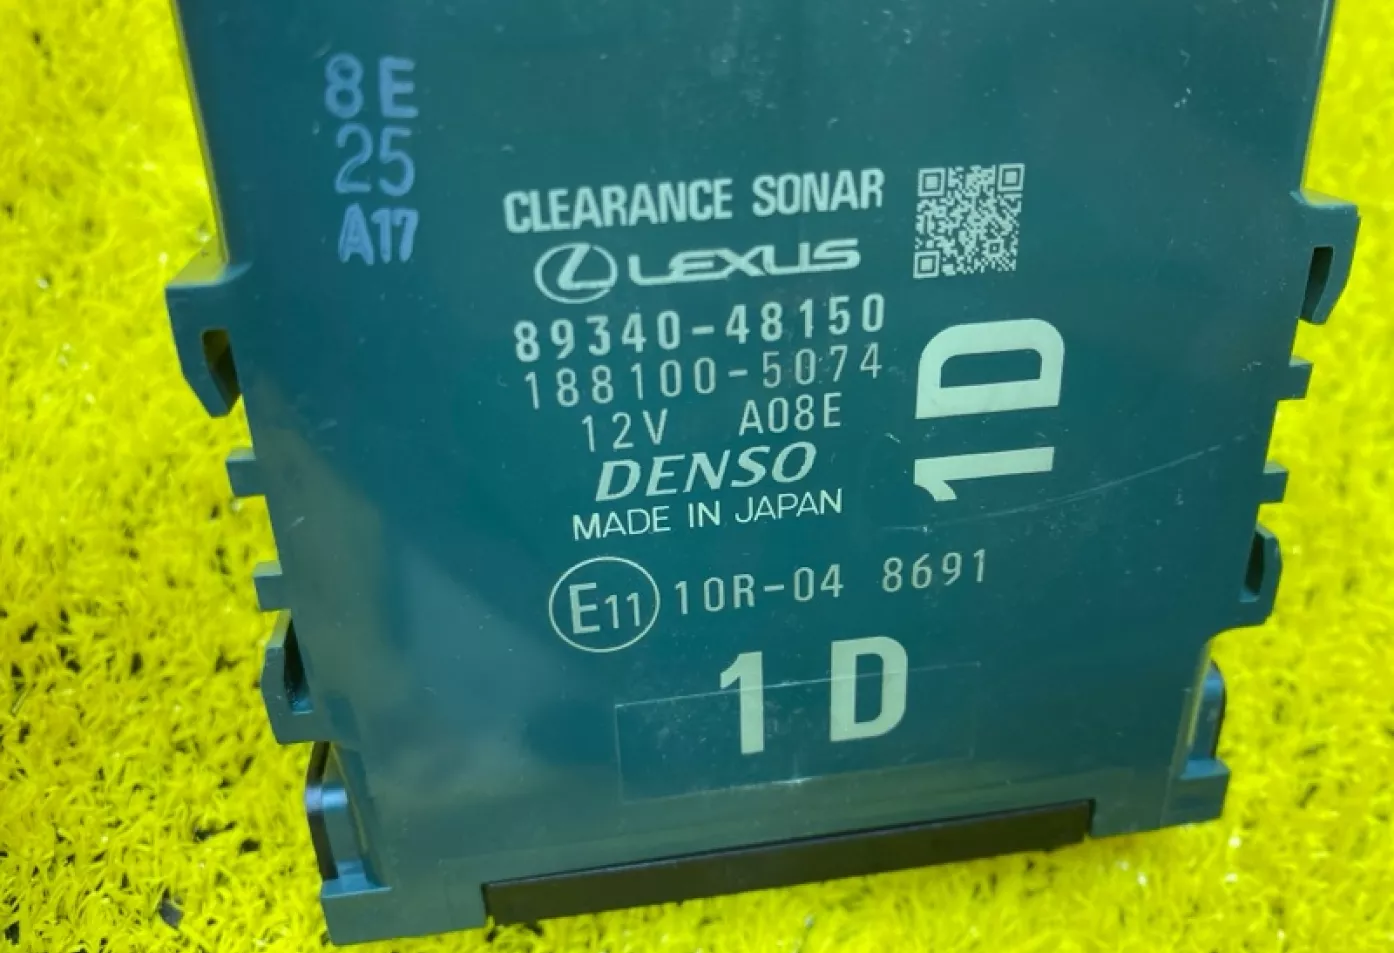 8E
25
A17
CLEARANCE SONAR
LEXUS
89340-48150
188100-5074
12V A08E
DENSO
MADE IN JAPAN
1D
E11 10R-04 8691
1D